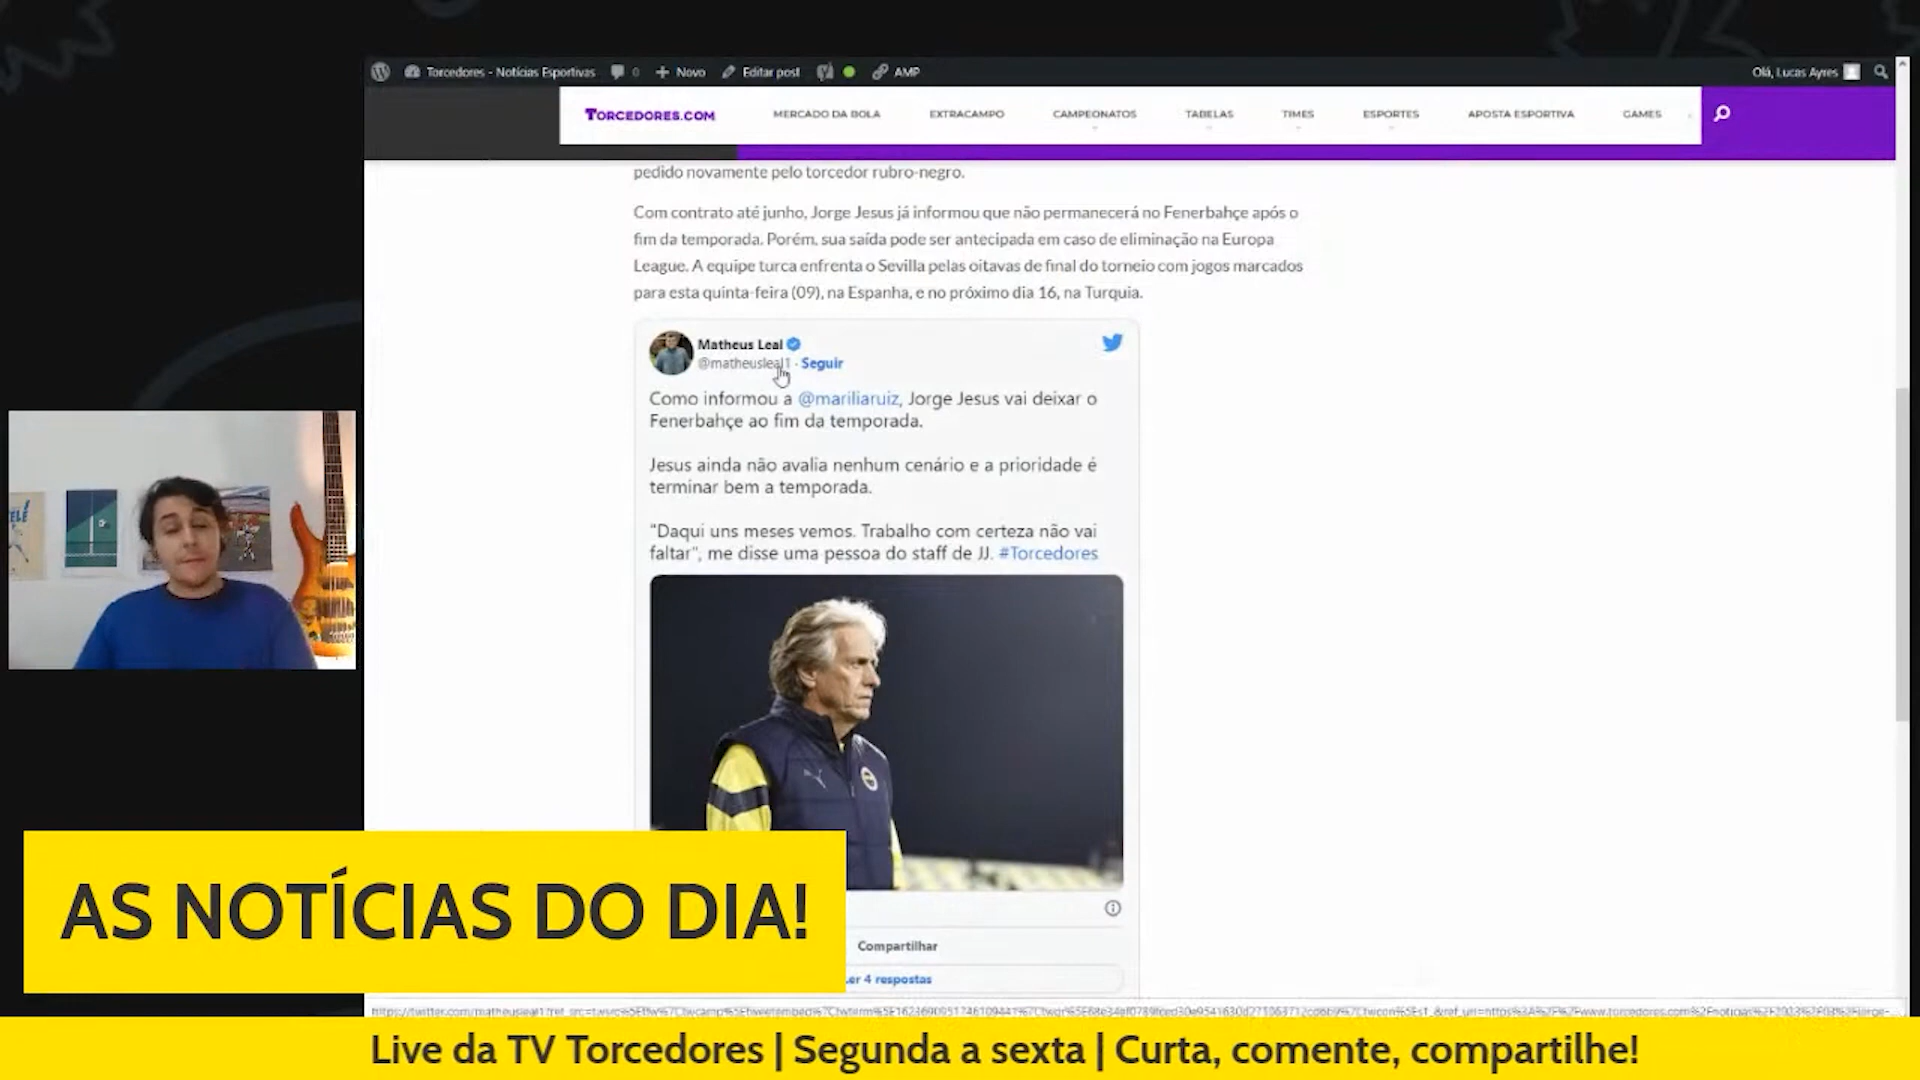 Torcedores - Notícias Esportivas 0 Novo Editar post AMP Olá, Lucas Ayres
TORCEDORES.COM MERCADO DA BOLA EXTRACAMPO CAMPEONATOS TABELAS TIMES ESPORTES APOSTA ESPORTIVA GAMES
pedido novamente pelo torcedor rubro-negro.
Com contrato até junho, Jorge Jesus já informou que não permanecerá no Fenerbahçe após o
fim da temporada. Porém, sua saída pode ser antecipada em caso de eliminação na Europa
League. A equipe turca enfrenta o Sevilla pelas oitavas de final do torneio com jogos marcados
para esta quinta-feira (09), na Espanha, e no próximo dia 16, na Turquia.
Matheus Leal
@matheusleal1 · Seguir
Como informou a @mariliaruiz, Jorge Jesus vai deixar o
Fenerbahçe ao fim da temporada.
Jesus ainda não avalia nenhum cenário e a prioridade é
terminar bem a temporada.
"Daqui uns meses vemos. Trabalho com certeza não vai
faltar", me disse uma pessoa do staff de JJ. #Torcedores
Compartilhar
Ler 4 respostas
AS NOTÍCIAS DO DIA!
Live da TV Torcedores | Segunda a sexta | Curta, comente, compartilhe!